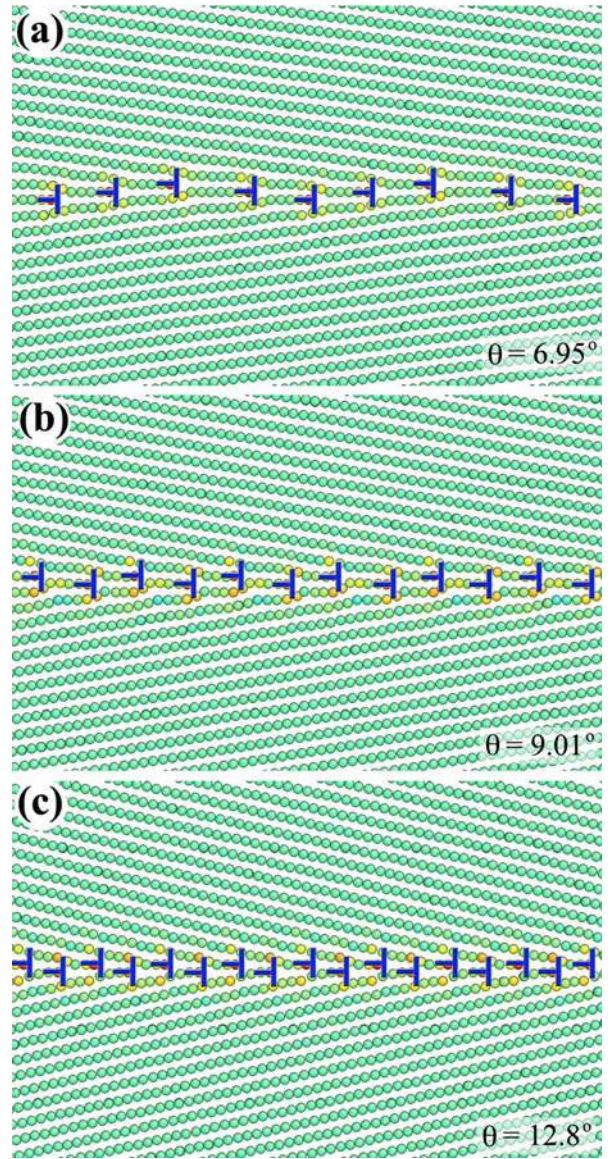 (a)
θ = 6.95°
(b)
θ = 9.01°
(c)
θ = 12.8°